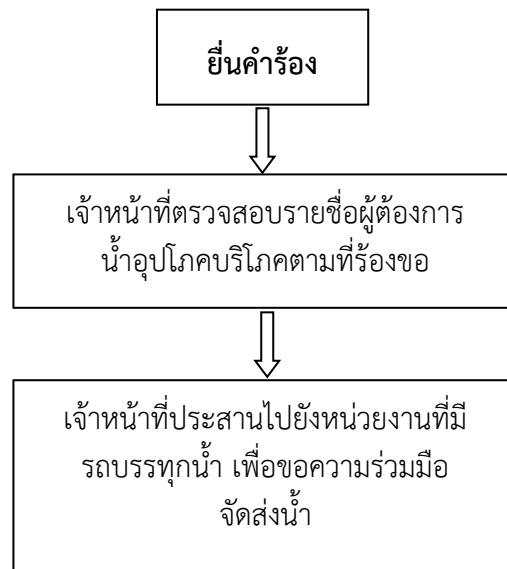 ยื่นคำร้อง
เจ้าหน้าที่ตรวจสอบรายชื่อผู้ต้องการ
น้ำอุปโภคบริโภคตามที่ร้องขอ
เจ้าหน้าที่ประสานไปยังหน่วยงานที่มี
รถบรรทุกน้ำ เพื่อขอความร่วมมือ
จัดส่งน้ำ